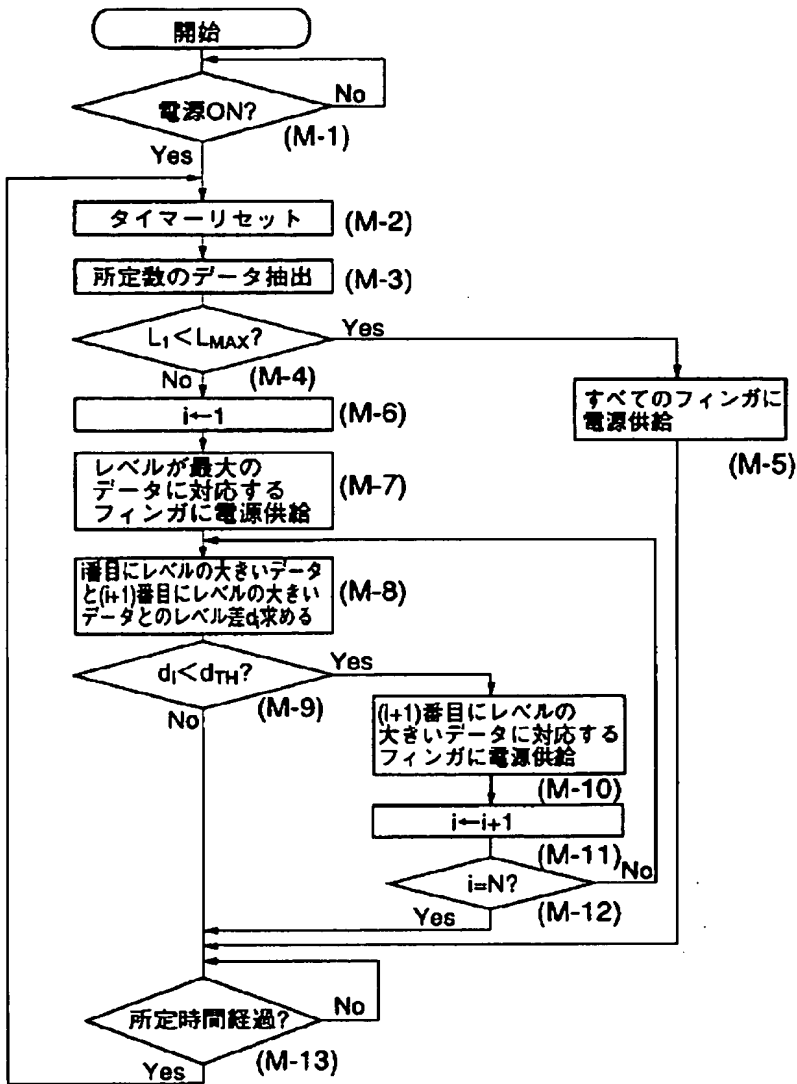 開始
電源ON?
No
(M-1)
Yes
タイマーリセット
(M-2)
所定数のデータ抽出
(M-3)
L1<LMAX?
Yes
No
(M-4)
i←1
(M-6)
すべてのフィンガに
電源供給
(M-5)
レベルが最大の
データに対応する
フィンガに電源供給
(M-7)
i番目にレベルの大きいデータ
と(i+1)番目にレベルの大きい
データとのレベル差di求める
(M-8)
di<dTH?
Yes
No
(M-9)
(i+1)番目にレベルの
大きいデータに対応する
フィンガに電源供給
(M-10)
i←i+1
(M-11)
i=N?
No
Yes
(M-12)
所定時間経過?
No
Yes
(M-13)